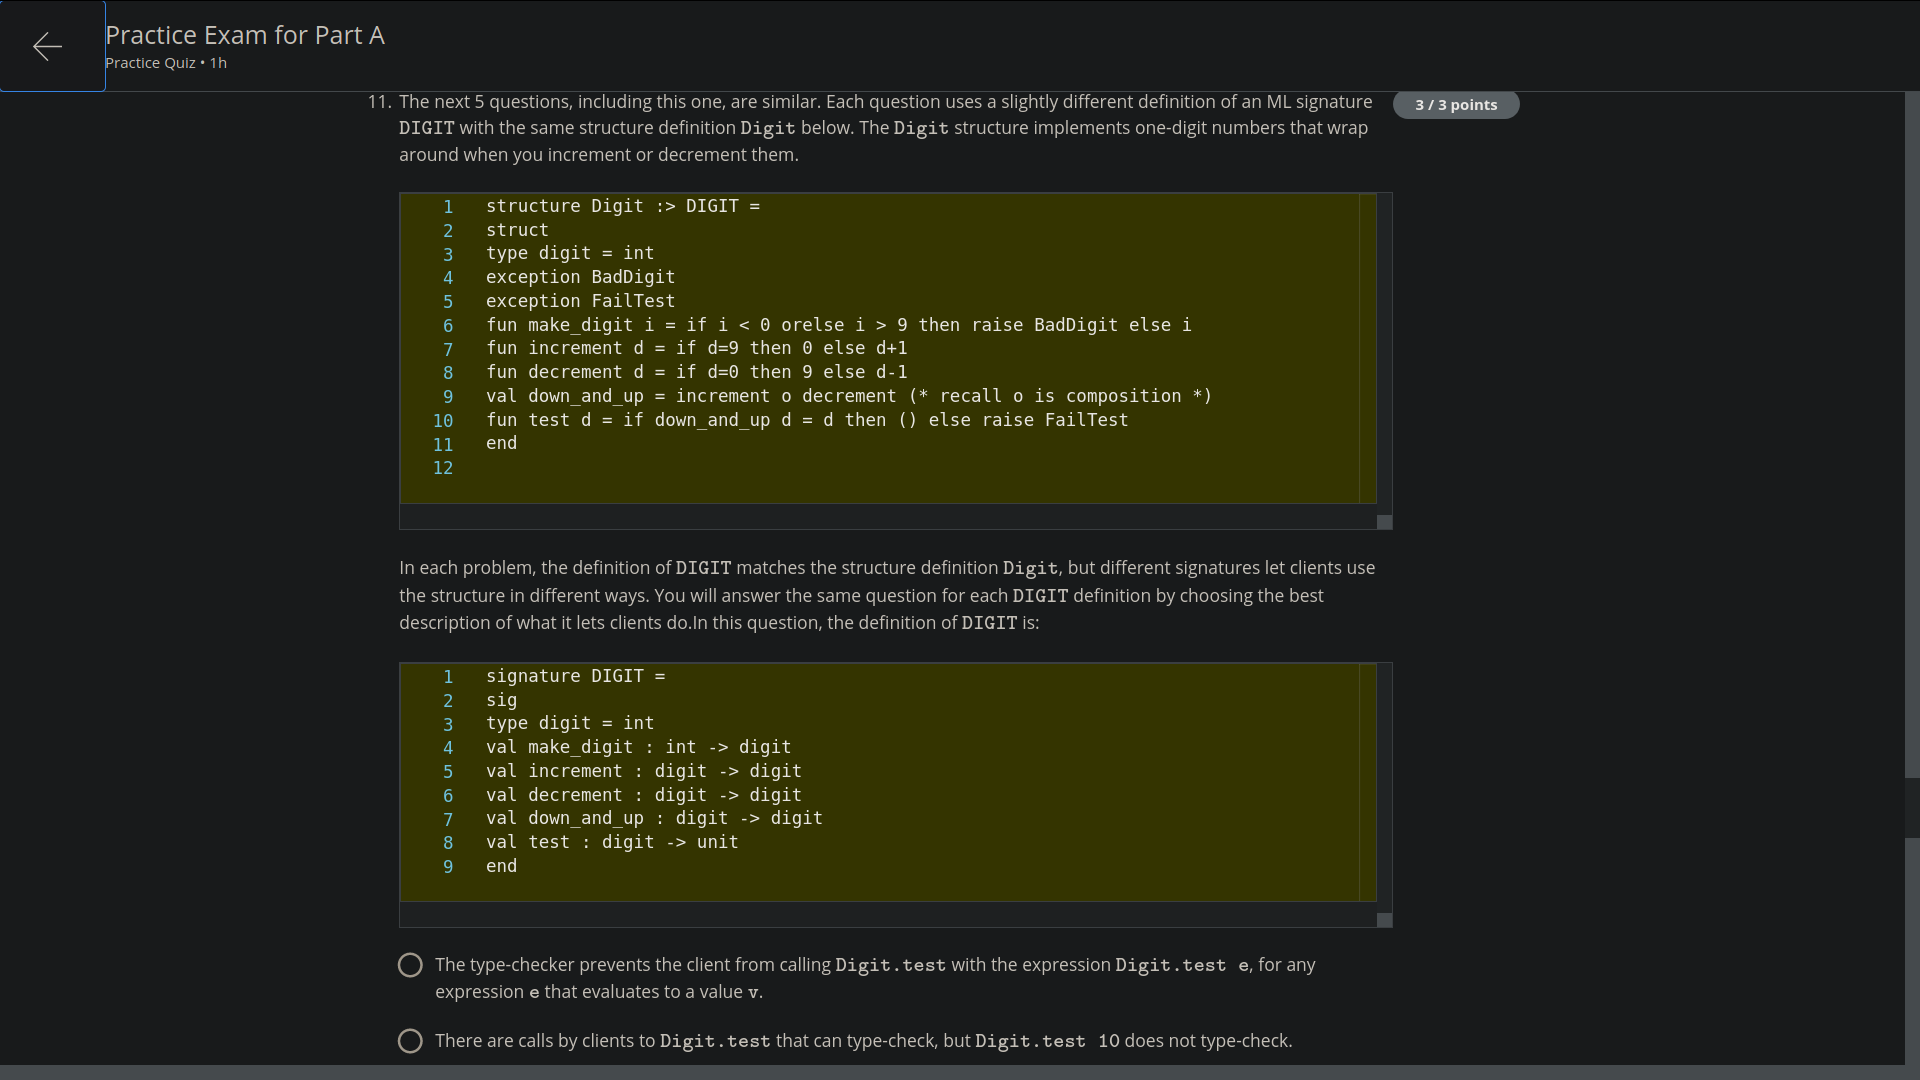 Practice Exam for Part A
Practice Quiz • 1h
11. The next 5 questions, including this one, are similar. Each question uses a slightly different definition of an ML signature
DIGIT with the same structure definition Digit below. The Digit structure implements one-digit numbers that wrap
around when you increment or decrement them.
3 / 3 points
1 structure Digit :> DIGIT =
2 struct
3 type digit = int
4 exception BadDigit
5 exception FailTest
6 fun make_digit i = if i < 0 orelse i > 9 then raise BadDigit else i
7 fun increment d = if d=9 then 0 else d+1
8 fun decrement d = if d=0 then 9 else d-1
9 val down_and_up = increment o decrement (* recall o is composition *)
10 fun test d = if down_and_up d = d then () else raise FailTest
11 end
12
In each problem, the definition of DIGIT matches the structure definition Digit, but different signatures let clients use
the structure in different ways. You will answer the same question for each DIGIT definition by choosing the best
description of what it lets clients do.In this question, the definition of DIGIT is:
1 signature DIGIT =
2 sig
3 type digit = int
4 val make_digit : int -> digit
5 val increment : digit -> digit
6 val decrement : digit -> digit
7 val down_and_up : digit -> digit
8 val test : digit -> unit
9 end
The type-checker prevents the client from calling Digit.test with the expression Digit.test e, for any
expression e that evaluates to a value v.
There are calls by clients to Digit.test that can type-check, but Digit.test 10 does not type-check.